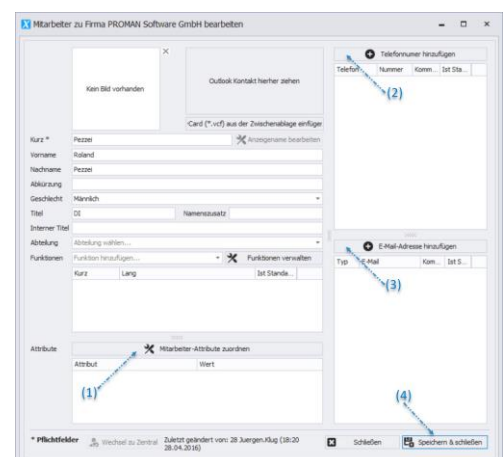 Mitarbeiter zu Firma PROMAN Software GmbH bearbeiten
Kein Bild vorhanden
Outlook Kontakt hierher ziehen
Card (*.vcf) aus der Zwischenablage einfüger
Kurz * Pezzei Anzeigename bearbeiten
Vorname Roland
Nachname Pezzei
Abkürzung
Geschlecht Männlich
Titel DI Namenszusatz
Interner Titel
Abteilung Abteilung wählen...
Funktionen Funktion hinzufügen... Funktionen verwalten
Kurz Lang Ist Standa...
Attribute Mitarbeiter-Attribute zuordnen
Attribut Wert
(1)
Telefonnumer hinzufügen
Telefon Nummer Komm... Ist Sta...
(2)
E-Mail-Adresse hinzufügen
Typ E-Mail Kom... Ist S...
(3)
(4)
* Pflichtfelder Wechsel zu Zentral Zuletzt geändert von: 28 Juergen.Klug (18:20
28.04.2016)
Schließen Speichern & schließen